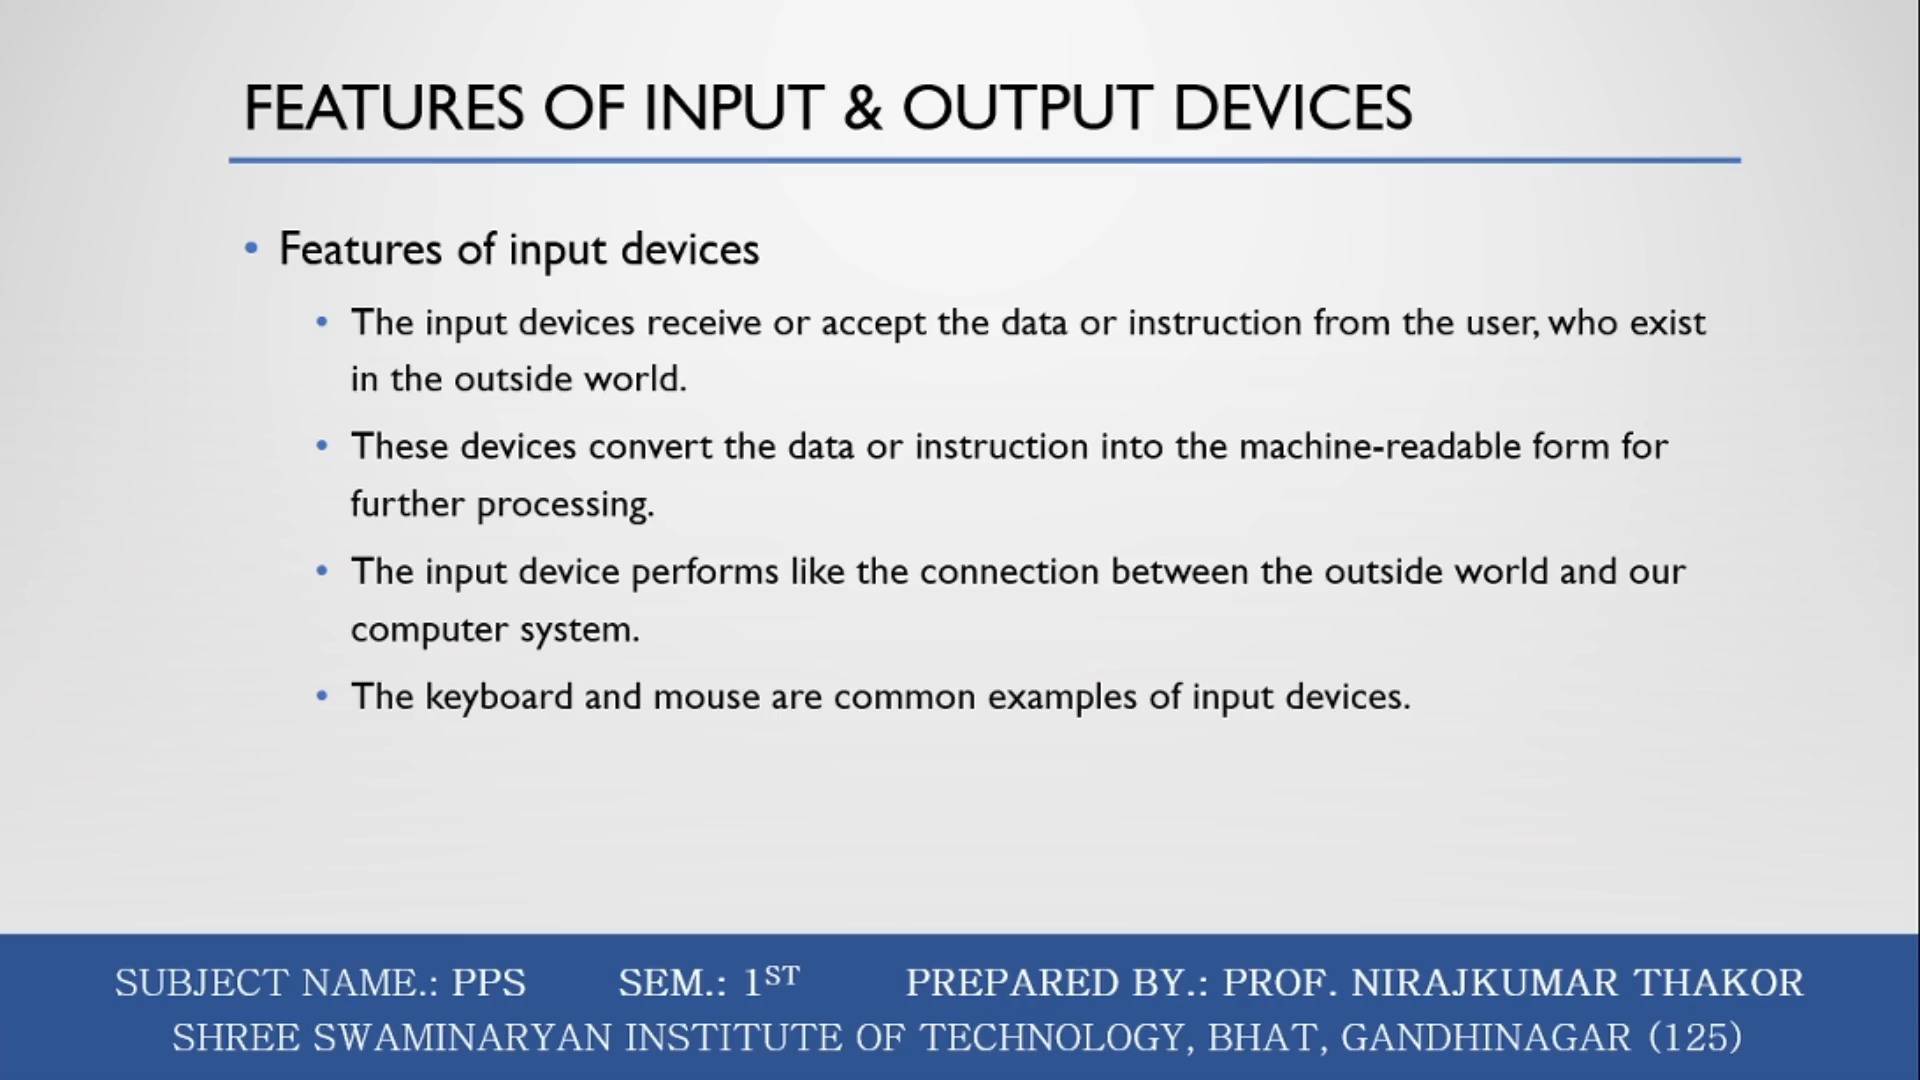 FEATURES OF INPUT & OUTPUT DEVICES
• Features of input devices
• The input devices receive or accept the data or instruction from the user, who exist
in the outside world.
• These devices convert the data or instruction into the machine-readable form for
further processing.
• The input device performs like the connection between the outside world and our
computer system.
• The keyboard and mouse are common examples of input devices.
SUBJECT NAME.: PPS SEM.: 1ST PREPARED BY.: PROF. NIRAJKUMAR THAKOR
SHREE SWAMINARYAN INSTITUTE OF TECHNOLOGY, BHAT, GANDHINAGAR (125)